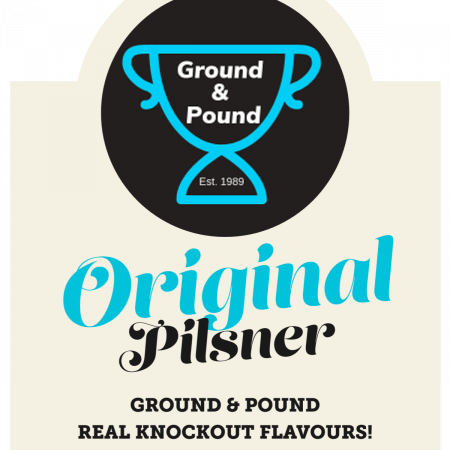 Ground
&
Pound
Est. 1989
Original
Pilsner
GROUND & POUND
REAL KNOCKOUT FLAVOURS!